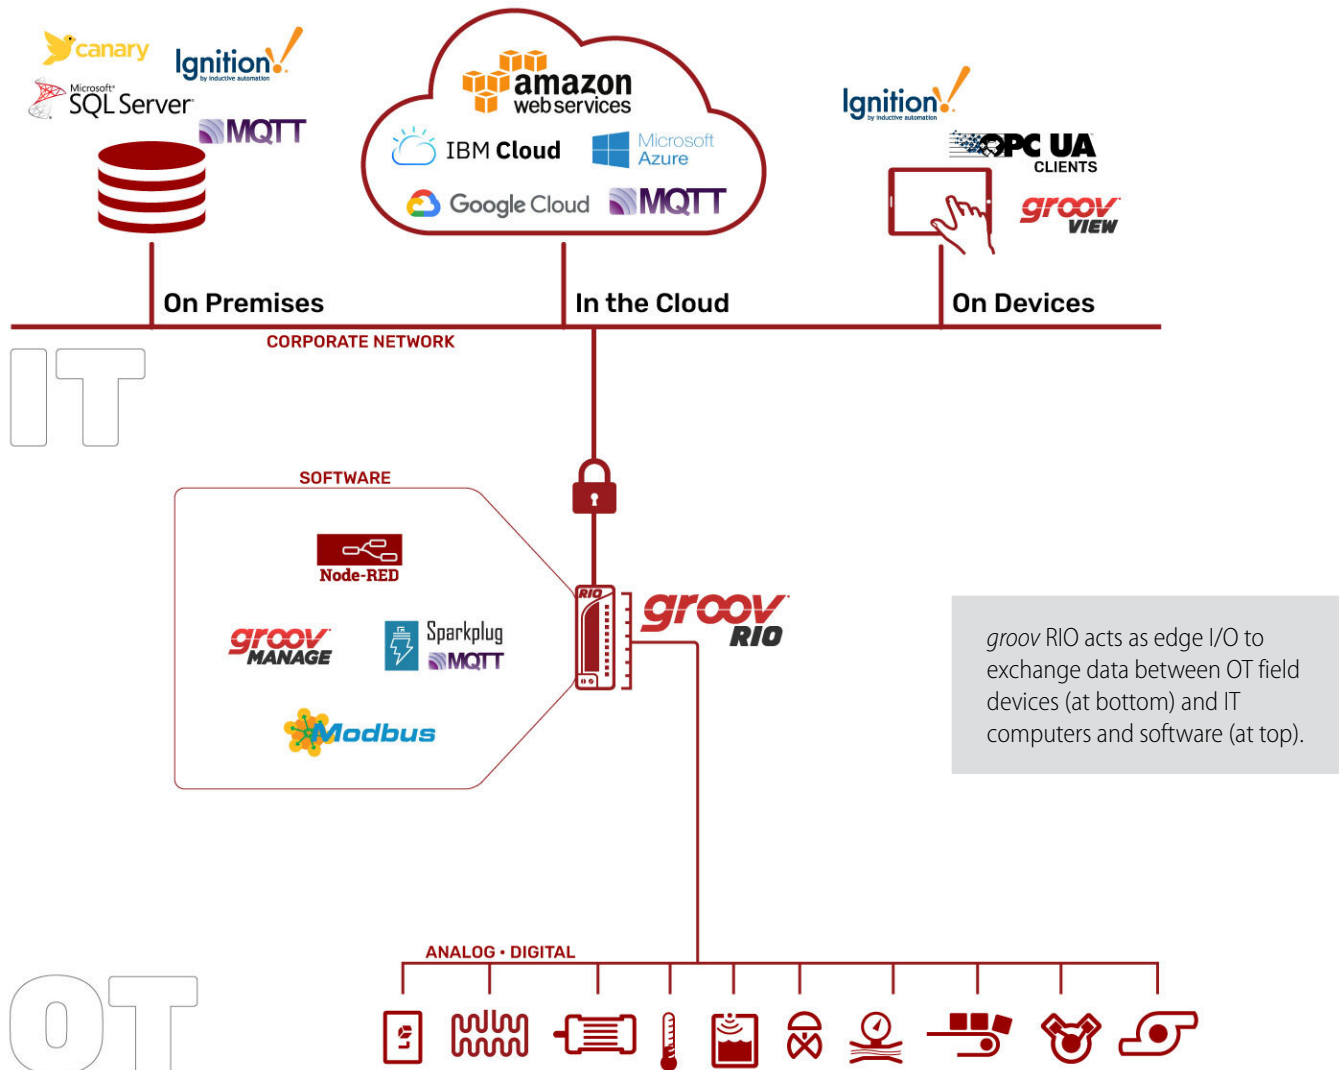 canary
Ignition!
by inductive automation
Microsoft®
SQL Server
MQTT
amazon
web services
IBM Cloud
Microsoft
Azure
Google Cloud
MQTT
Ignition!
by inductive automation
OPC UA
CLIENTS
groov
VIEW
On Premises
In the Cloud
On Devices
CORPORATE NETWORK
IT
SOFTWARE
Node-RED
groov
MANAGE
Sparkplug
MQTT
Modbus
RIO
groov
RIO
groov RIO acts as edge I/O to
exchange data between OT field
devices (at bottom) and IT
computers and software (at top).
ANALOG • DIGITAL
OT